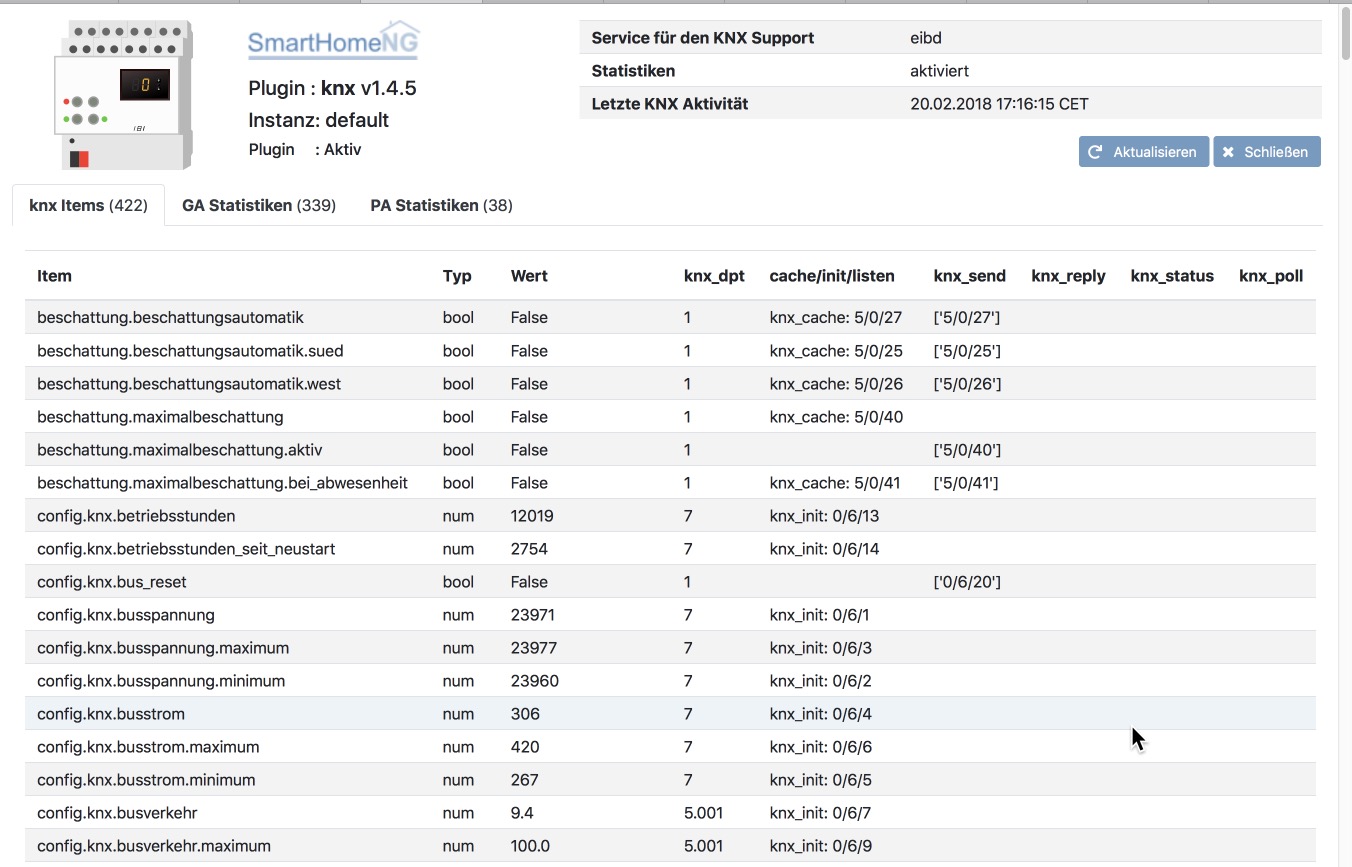 SmartHomeNG
Plugin : knx v1.4.5
Instanz: default
Plugin : Aktiv
Service für den KNX Support eibd
Statistiken aktiviert
Letzte KNX Aktivität 20.02.2018 17:16:15 CET
Aktualisieren Schließen
knx Items (422) GA Statistiken (339) PA Statistiken (38)
Item Typ Wert knx_dpt cache/init/listen knx_send knx_reply knx_status knx_poll
beschattung.beschattungsautomatik bool False 1 knx_cache: 5/0/27 ['5/0/27']
beschattung.beschattungsautomatik.sued bool False 1 knx_cache: 5/0/25 ['5/0/25']
beschattung.beschattungsautomatik.west bool False 1 knx_cache: 5/0/26 ['5/0/26']
beschattung.maximalbeschattung bool False 1 knx_cache: 5/0/40
beschattung.maximalbeschattung.aktiv bool False 1 ['5/0/40']
beschattung.maximalbeschattung.bei_abwesenheit bool False 1 knx_cache: 5/0/41 ['5/0/41']
config.knx.betriebsstunden num 12019 7 knx_init: 0/6/13
config.knx.betriebsstunden_seit_neustart num 2754 7 knx_init: 0/6/14
config.knx.bus_reset bool False 1 ['0/6/20']
config.knx.busspannung num 23971 7 knx_init: 0/6/1
config.knx.busspannung.maximum num 23977 7 knx_init: 0/6/3
config.knx.busspannung.minimum num 23960 7 knx_init: 0/6/2
config.knx.busstrom num 306 7 knx_init: 0/6/4
config.knx.busstrom.maximum num 420 7 knx_init: 0/6/6
config.knx.busstrom.minimum num 267 7 knx_init: 0/6/5
config.knx.busverkehr num 9.4 5.001 knx_init: 0/6/7
config.knx.busverkehr.maximum num 100.0 5.001 knx_init: 0/6/9